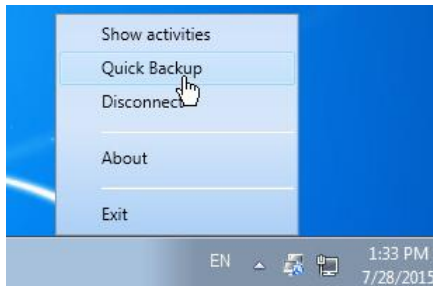 Show activities
Quick Backup
Disconnect
About
Exit
EN
1:33 PM
7/28/2015